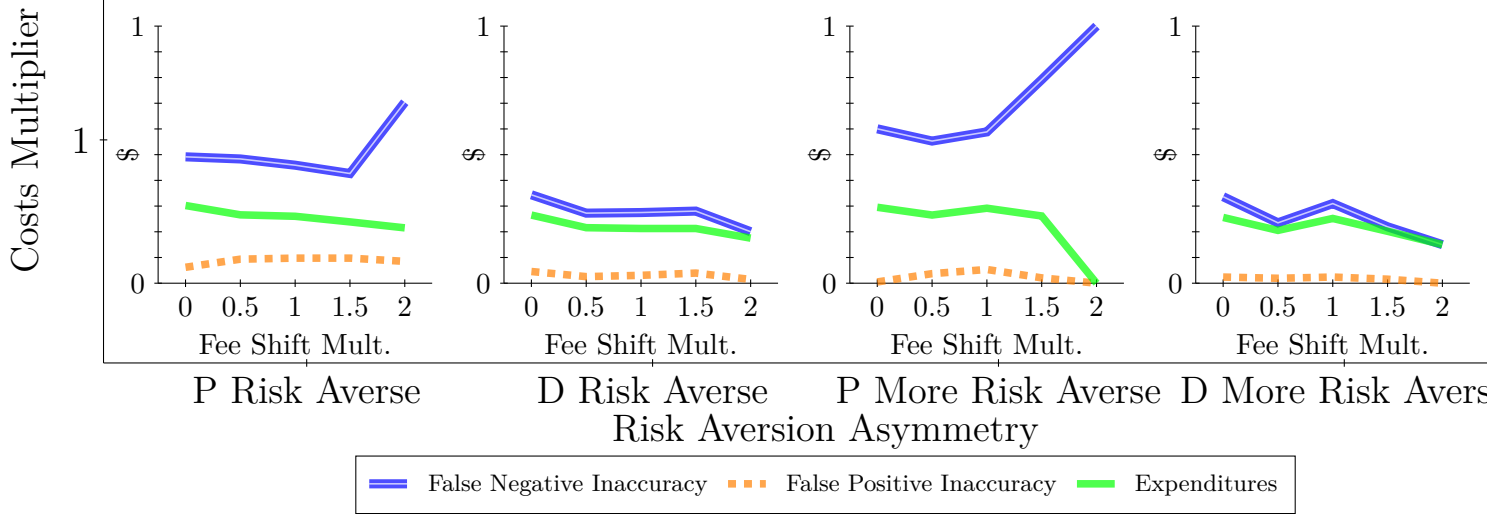 Costs Multiplier
1
1 1 1 1
$ $ $ $
0 0 0 0
0 0.5 1 1.5 2 0 0.5 1 1.5 2 0 0.5 1 1.5 2 0 0.5 1 1.5 2
Fee Shift Mult. Fee Shift Mult. Fee Shift Mult. Fee Shift Mult.
P Risk Averse D Risk Averse P More Risk Averse D More Risk Avers
Risk Aversion Asymmetry
False Negative Inaccuracy False Positive Inaccuracy Expenditures